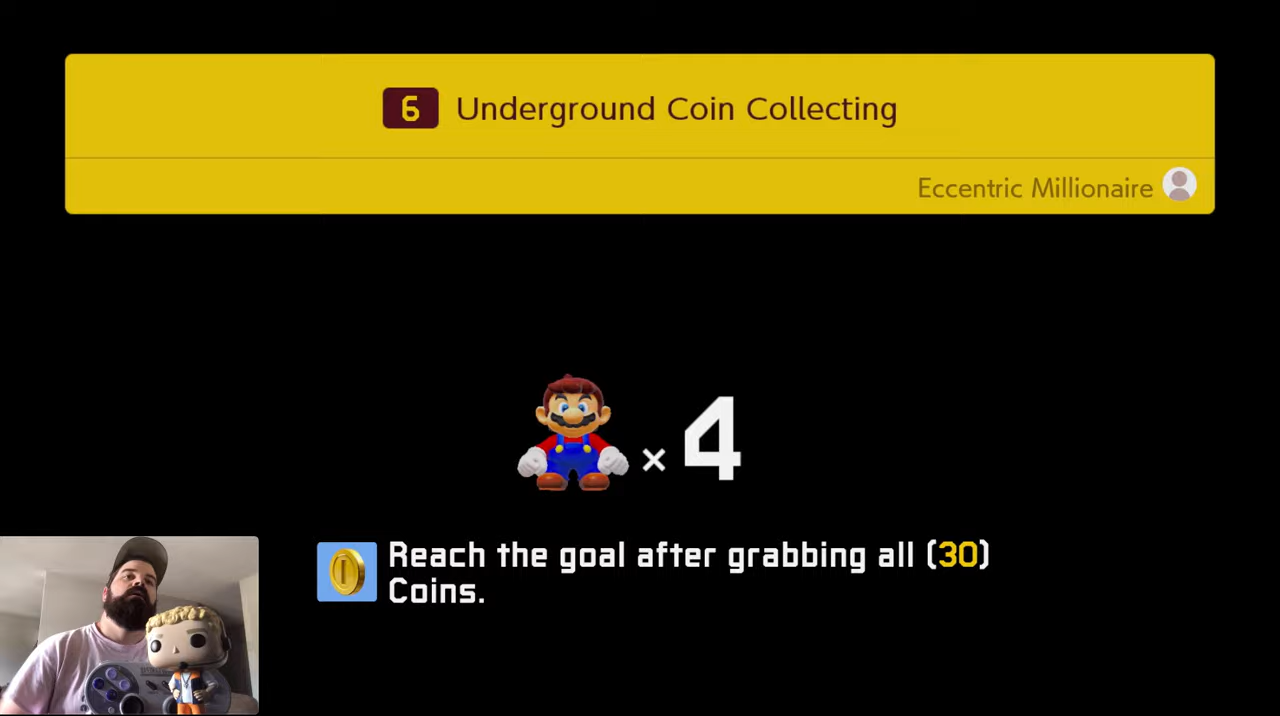 6 Underground Coin Collecting
Eccentric Millionaire
× 4
Reach the goal after grabbing all (30)
Coins.